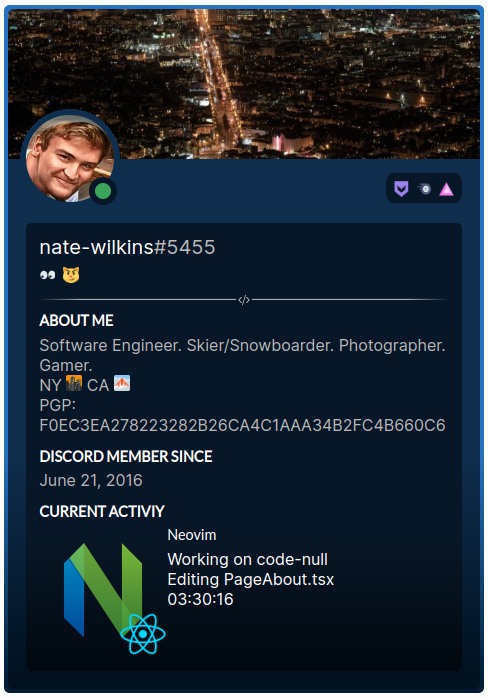 nate-wilkins#5455
👀 😼
</>
ABOUT ME
Software Engineer. Skier/Snowboarder. Photographer.
Gamer.
NY 🌆 CA 🌁
PGP:
F0EC3EA278223282B26CA4C1AAA34B2FC4B660C6
DISCORD MEMBER SINCE
June 21, 2016
CURRENT ACTIVIY
Neovim
Working on code-null
Editing PageAbout.tsx
03:30:16